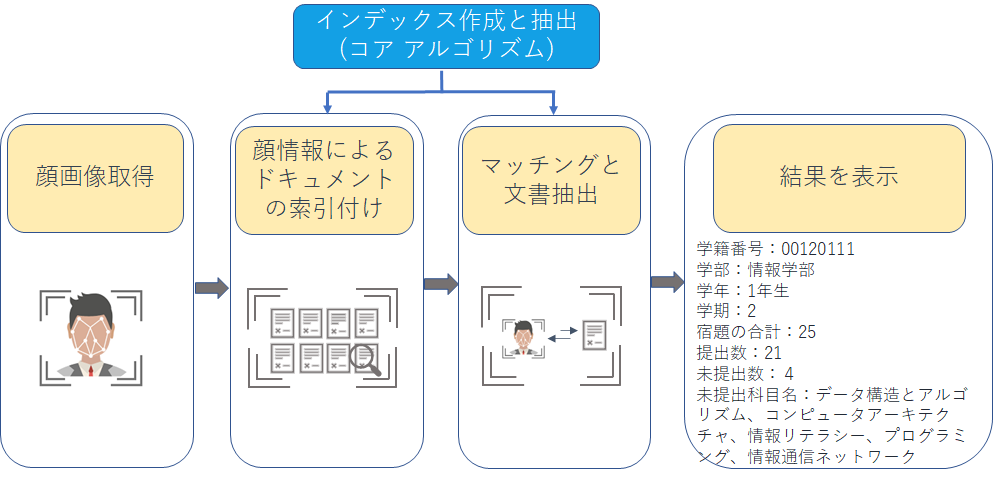 インデックス作成と抽出
(コア アルゴリズム)
顔画像取得
顔情報による
ドキュメント
の索引付け
マッチングと
文書抽出
結果を表示
学籍番号：00120111
学部：情報学部
学年：1年生
学期：2
宿題の合計：25
提出数：21
未提出数： 4
未提出科目名：データ構造とアルゴ
リズム、コンピュータアーキテク
チャ、情報リテラシー、プログラミ
ング、情報通信ネットワーク